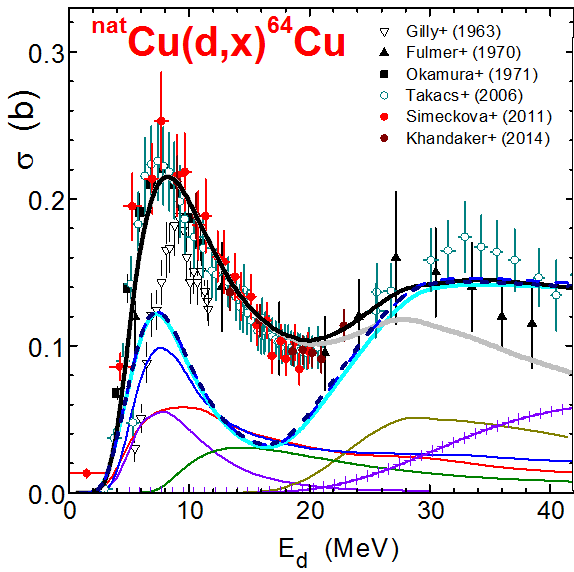 natCu(d,x)64Cu
Gilly+ (1963)
Fulmer+ (1970)
Okamura+ (1971)
Takacs+ (2006)
Simeckova+ (2011)
Khandaker+ (2014)
σ (b)
0.3
0.2
0.1
0.0
0 10 20 30 40
Ed (MeV)